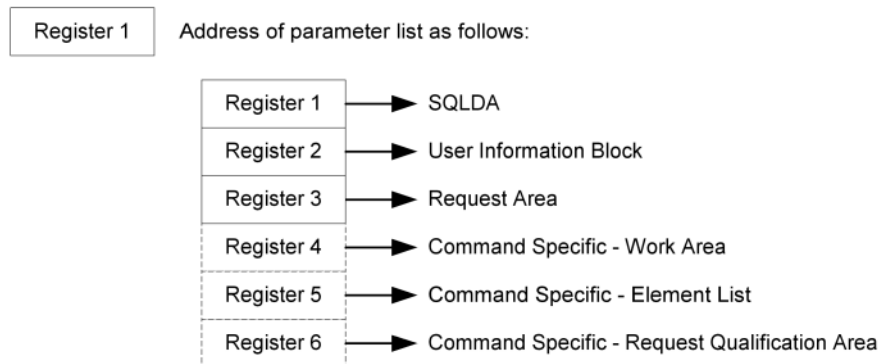 Register 1 Address of parameter list as follows:
Register 1 SQLDA
Register 2 User Information Block
Register 3 Request Area
Register 4 Command Specific - Work Area
Register 5 Command Specific - Element List
Register 6 Command Specific - Request Qualification Area